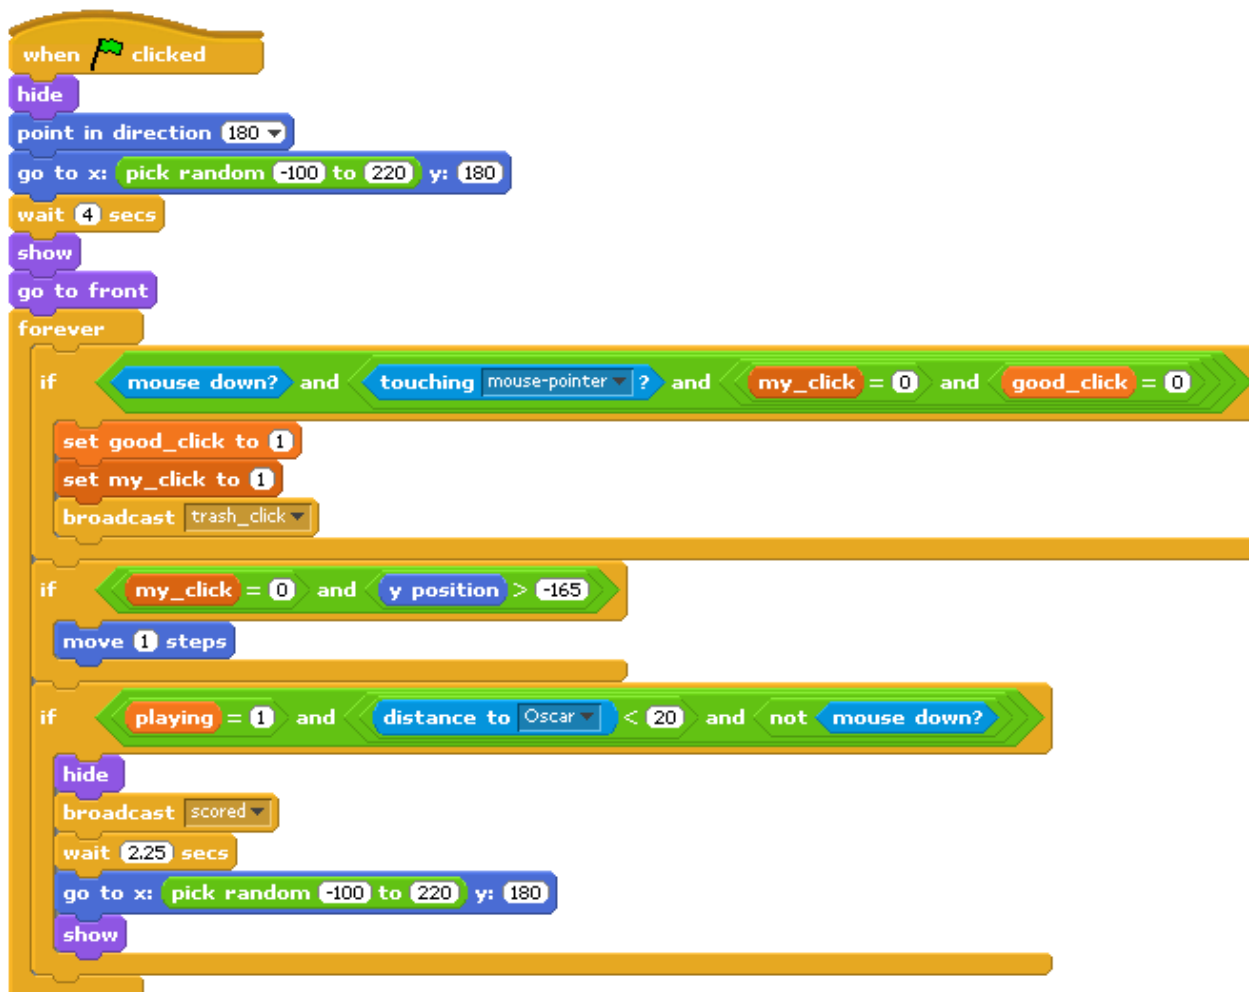 when clicked
hide
point in direction 180
go to x: pick random -100 to 220 y: 180
wait 4 secs
show
go to front
forever
if mouse down? and touching mouse-pointer ? and my_click = 0 and good_click = 0
set good_click to 1
set my_click to 1
broadcast trash_click
if my_click = 0 and y position > -165
move 1 steps
if playing = 1 and distance to Oscar < 20 and not mouse down?
hide
broadcast scored
wait 2.25 secs
go to x: pick random -100 to 220 y: 180
show